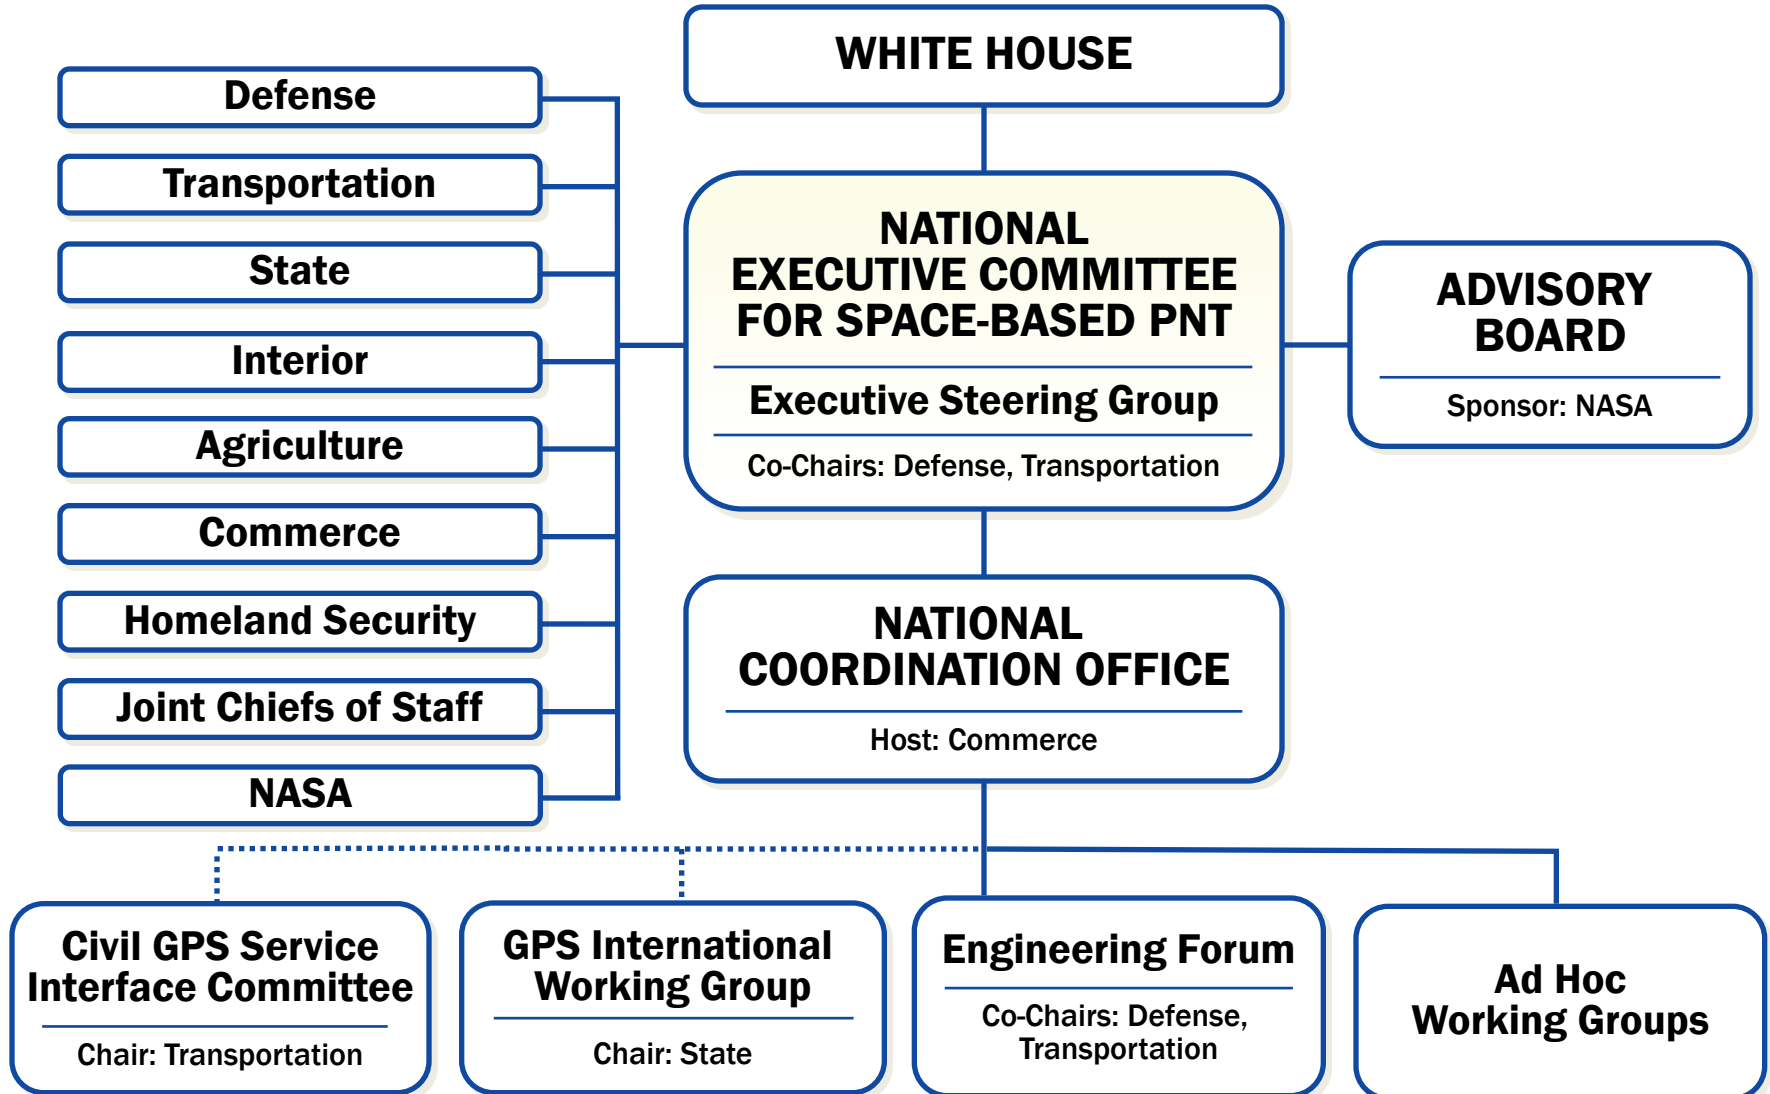 WHITE HOUSE
Defense
Transportation
State
Interior
Agriculture
Commerce
Homeland Security
Joint Chiefs of Staff
NASA
NATIONAL
EXECUTIVE COMMITTEE
FOR SPACE-BASED PNT
Executive Steering Group
Co-Chairs: Defense, Transportation
ADVISORY
BOARD
Sponsor: NASA
NATIONAL
COORDINATION OFFICE
Host: Commerce
Civil GPS Service
Interface Committee
Chair: Transportation
GPS International
Working Group
Chair: State
Engineering Forum
Co-Chairs: Defense,
Transportation
Ad Hoc
Working Groups